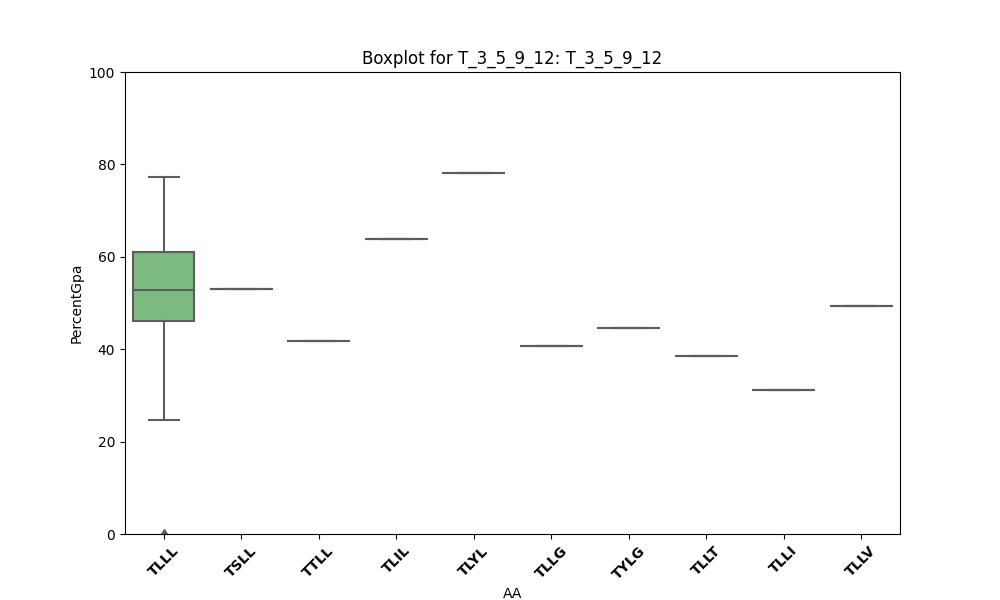 Boxplot for T_3_5_9_12: T_3_5_9_12
100
80
60
40
20
0
PercentGpa
TLLL
TSLL
TTLL
TLIL
TLYL
TLLG
TYLG
TLLT
TLLI
TLLV
AA